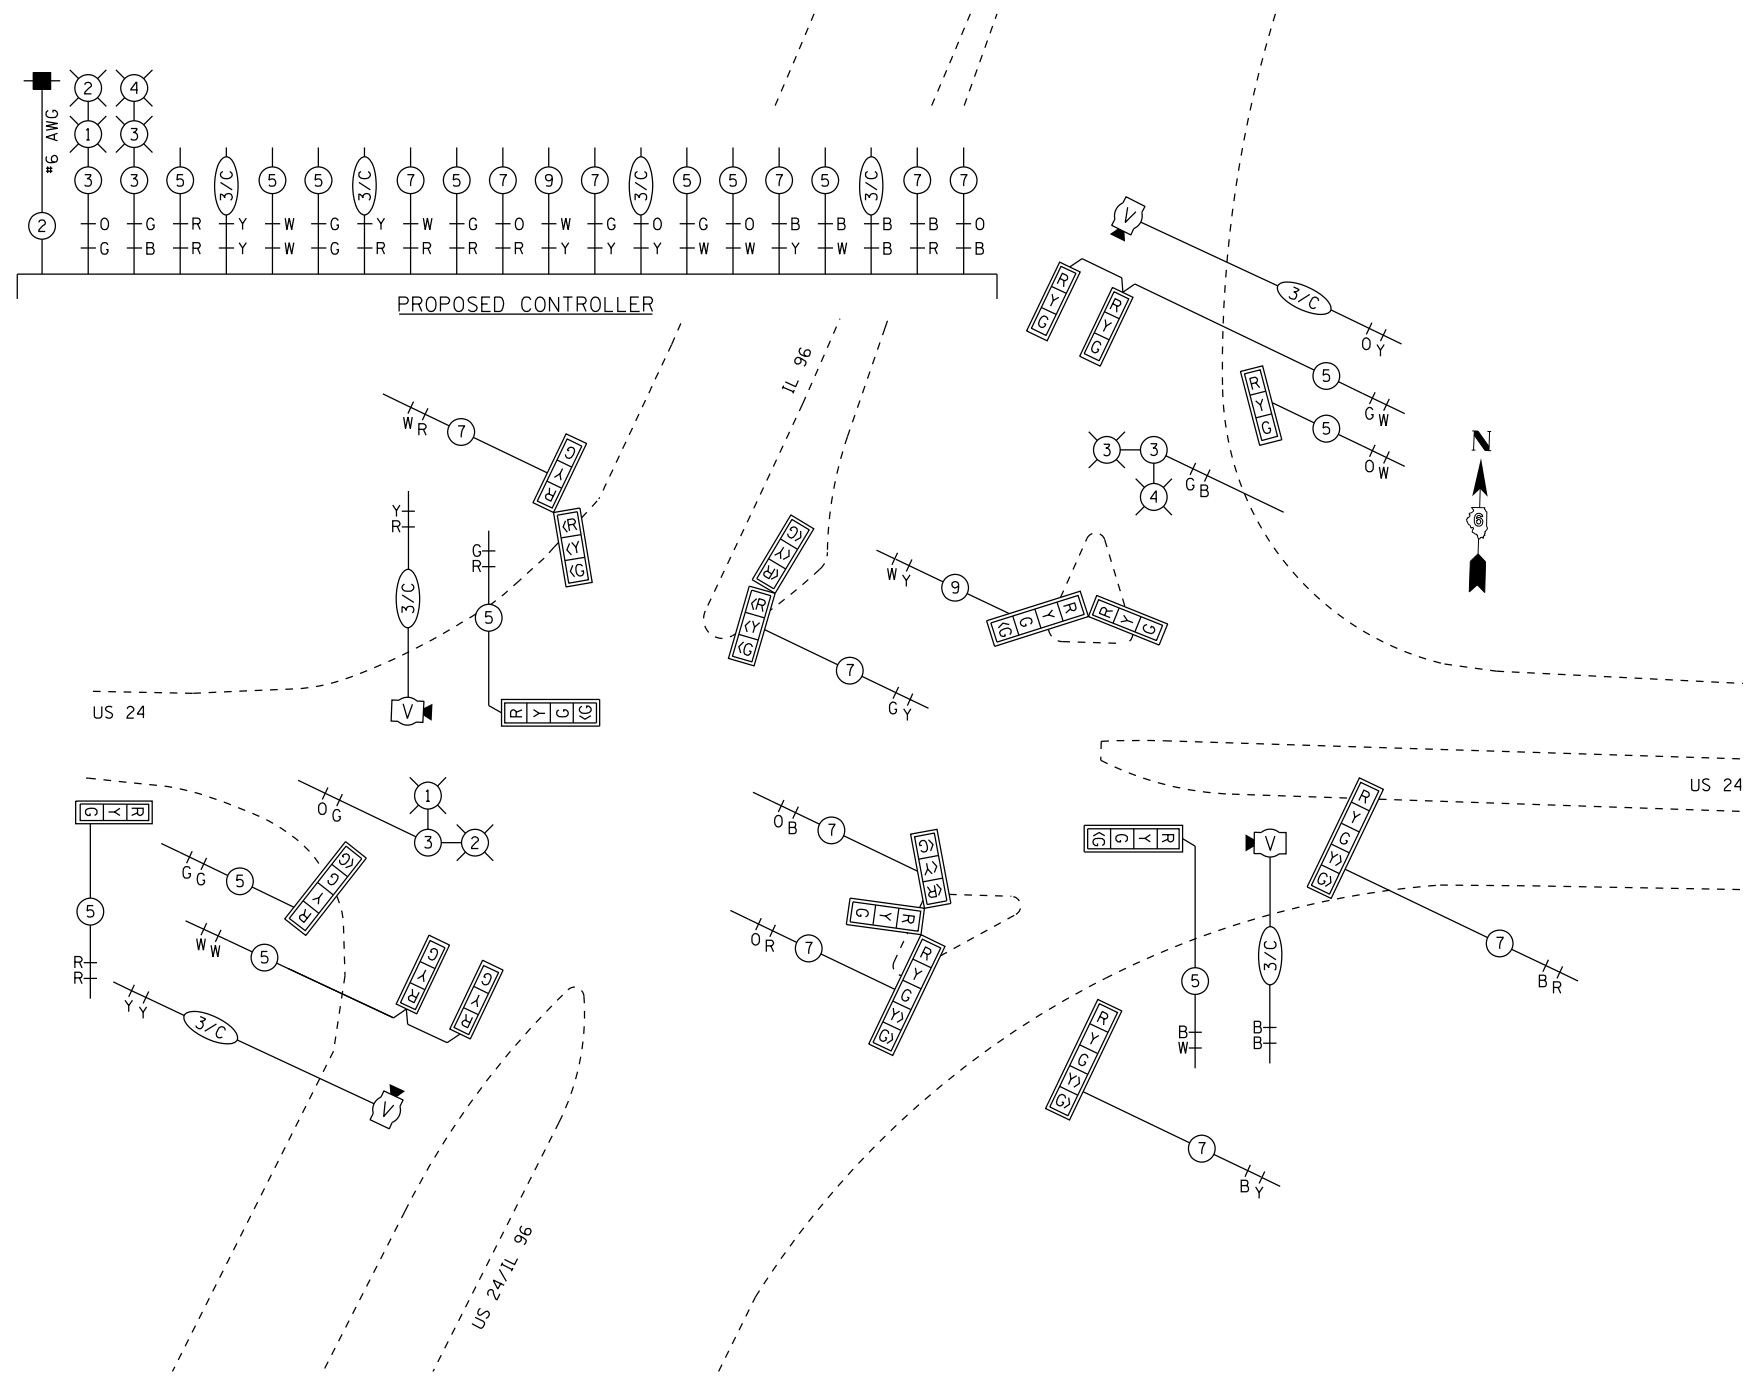 2 4
#6 AWG
1 3
3 3 5 3/C 5 5 3/C 7 5 7 9 7 3/C 5 5 7 5 3/C 7 7
2
O G R Y W G Y W G O W G O G O B B B B O
G B R Y W G R R R R Y Y Y W W Y W B R B
PROPOSED CONTROLLER
V
3/C
O Y
R Y G
R Y G
5
G W
R Y G
5
O W
IL 96
W R
7
G Y R
<R <Y <G
3
3
4
G B
N
6
Y
R
3/C
V
G
R
5
R Y G <G
<G <Y <R
<R <Y <G
7
G Y
W Y
9
<G G Y R
R Y G
US 24
US 24
1
3
2
O G
G Y R
5
R
R
G G
5
<G G Y R
W W
5
G Y R
G Y R
Y Y
3/C
V
O B
7
<G <Y <R
G Y R
O R
7
R Y G Y> G>
<G G Y R
5
B
W
V
3/C
B
B
R Y G Y> G>
7
B R
R Y G Y> G>
7
B Y
US 24/IL 96